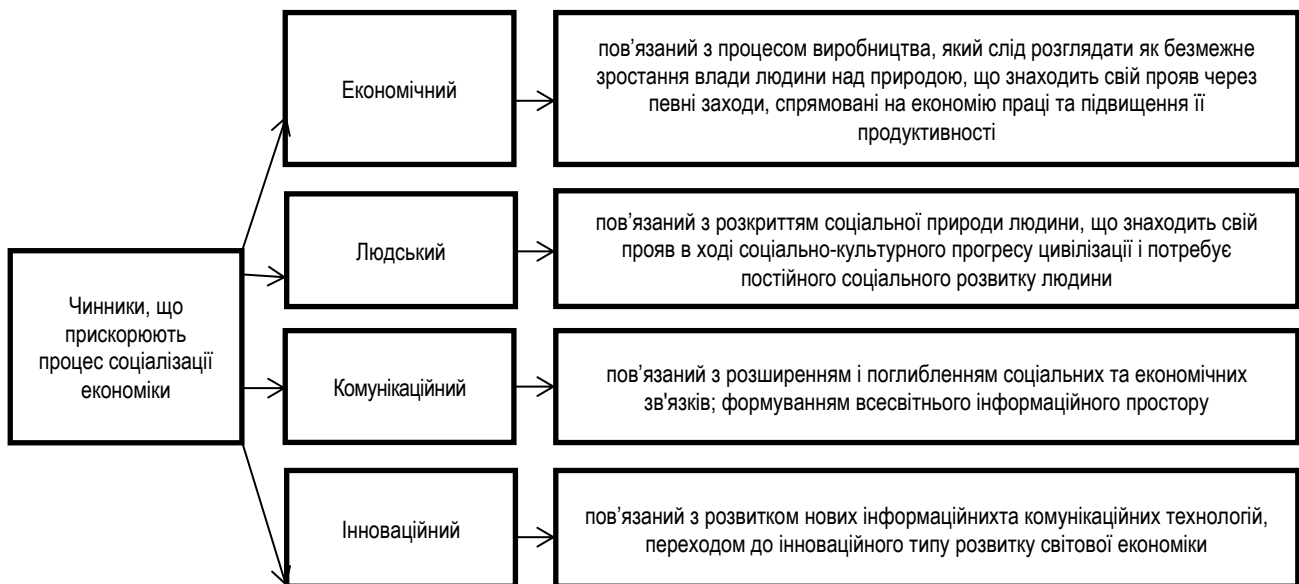 Чинники, що
прискорюють
процес соціалізації
економіки
Економічний
пов’язаний з процесом виробництва, який слід розглядати як безмежне
зростання влади людини над природою, що знаходить свій прояв через
певні заходи, спрямовані на економію праці та підвищення її
продуктивності
Людський
пов’язаний з розкриттям соціальної природи людини, що знаходить свій
прояв в ході соціально-культурного прогресу цивілізації і потребує
постійного соціального розвитку людини
Комунікаційний
пов’язаний з розширенням і поглибленням соціальних та економічних
зв'язків; формуванням всесвітнього інформаційного простору
Інноваційний
пов’язаний з розвитком нових інформаційнихта комунікаційних технологій,
переходом до інноваційного типу розвитку світової економіки